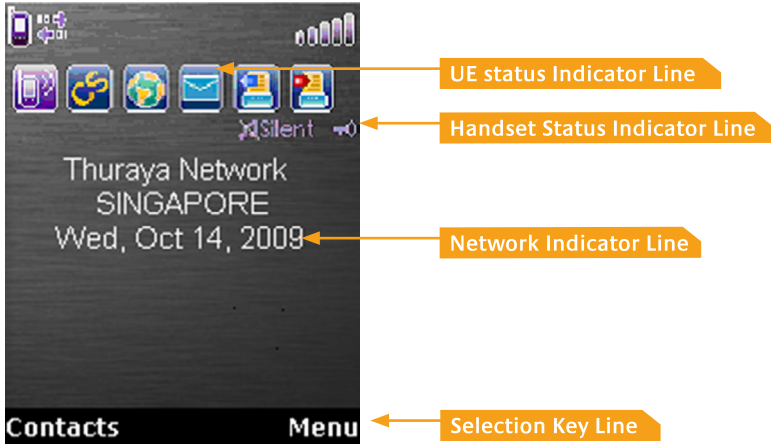 UE status Indicator Line
Silent
Handset Status Indicator Line
Thuraya Network
SINGAPORE
Wed, Oct 14, 2009
Network Indicator Line
Contacts
Menu
Selection Key Line